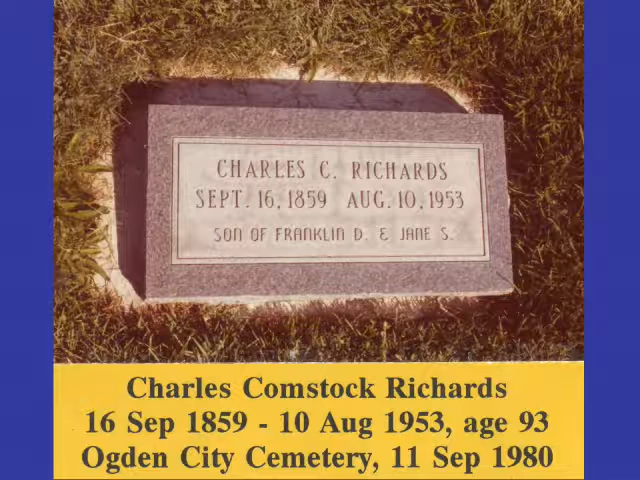 CHARLES C. RICHARDS
SEPT. 16, 1859 AUG. 10, 1953
SON OF FRANKLIN D. & JANE S.
Charles Comstock Richards
16 Sep 1859 - 10 Aug 1953, age 93
Ogden City Cemetery, 11 Sep 1980